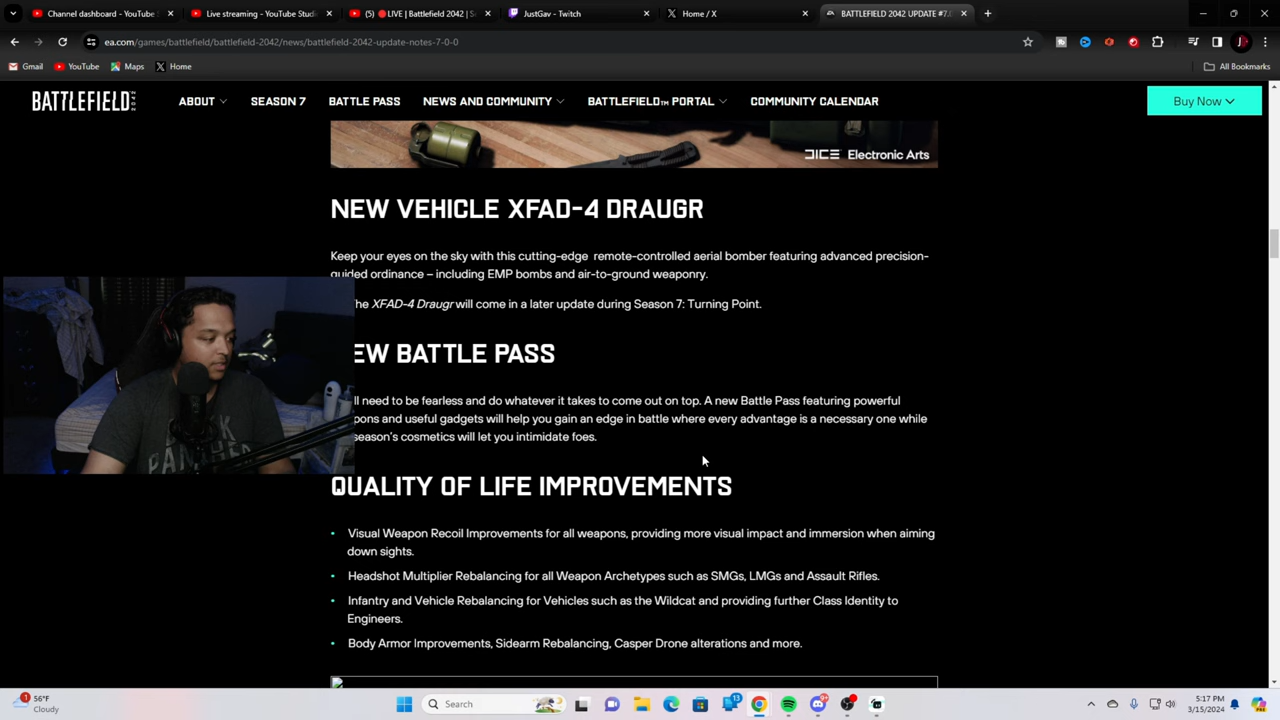 Channel dashboard - YouTube S
Live streaming - YouTube Studi
(5) 🔴LIVE | Battlefield 2042 | S
JustGav - Twitch
Home / X
BATTLEFIELD 2042 UPDATE #7.
ea.com/games/battlefield/battlefield-2042/news/battlefield-2042-update-notes-7-0-0
Gmail
YouTube
Maps
Home
All Bookmarks
BATTLEFIELD
ABOUT
SEASON 7
BATTLE PASS
NEWS AND COMMUNITY
BATTLEFIELD™ PORTAL
COMMUNITY CALENDAR
Buy Now
DICE Electronic Arts
NEW VEHICLE XFAD-4 DRAUGR
Keep your eyes on the sky with this cutting-edge remote-controlled aerial bomber featuring advanced precision-
guided ordinance – including EMP bombs and air-to-ground weaponry.
he XFAD-4 Draugr will come in a later update during Season 7: Turning Point.
EW BATTLE PASS
ll need to be fearless and do whatever it takes to come out on top. A new Battle Pass featuring powerful
pons and useful gadgets will help you gain an edge in battle where every advantage is a necessary one while
season's cosmetics will let you intimidate foes.
QUALITY OF LIFE IMPROVEMENTS
• Visual Weapon Recoil Improvements for all weapons, providing more visual impact and immersion when aiming
down sights.
• Headshot Multiplier Rebalancing for all Weapon Archetypes such as SMGs, LMGs and Assault Rifles.
• Infantry and Vehicle Rebalancing for Vehicles such as the Wildcat and providing further Class Identity to
Engineers.
• Body Armor Improvements, Sidearm Rebalancing, Casper Drone alterations and more.
PANTHER
1
56°F
Cloudy
Search
13
5:17 PM
3/15/2024